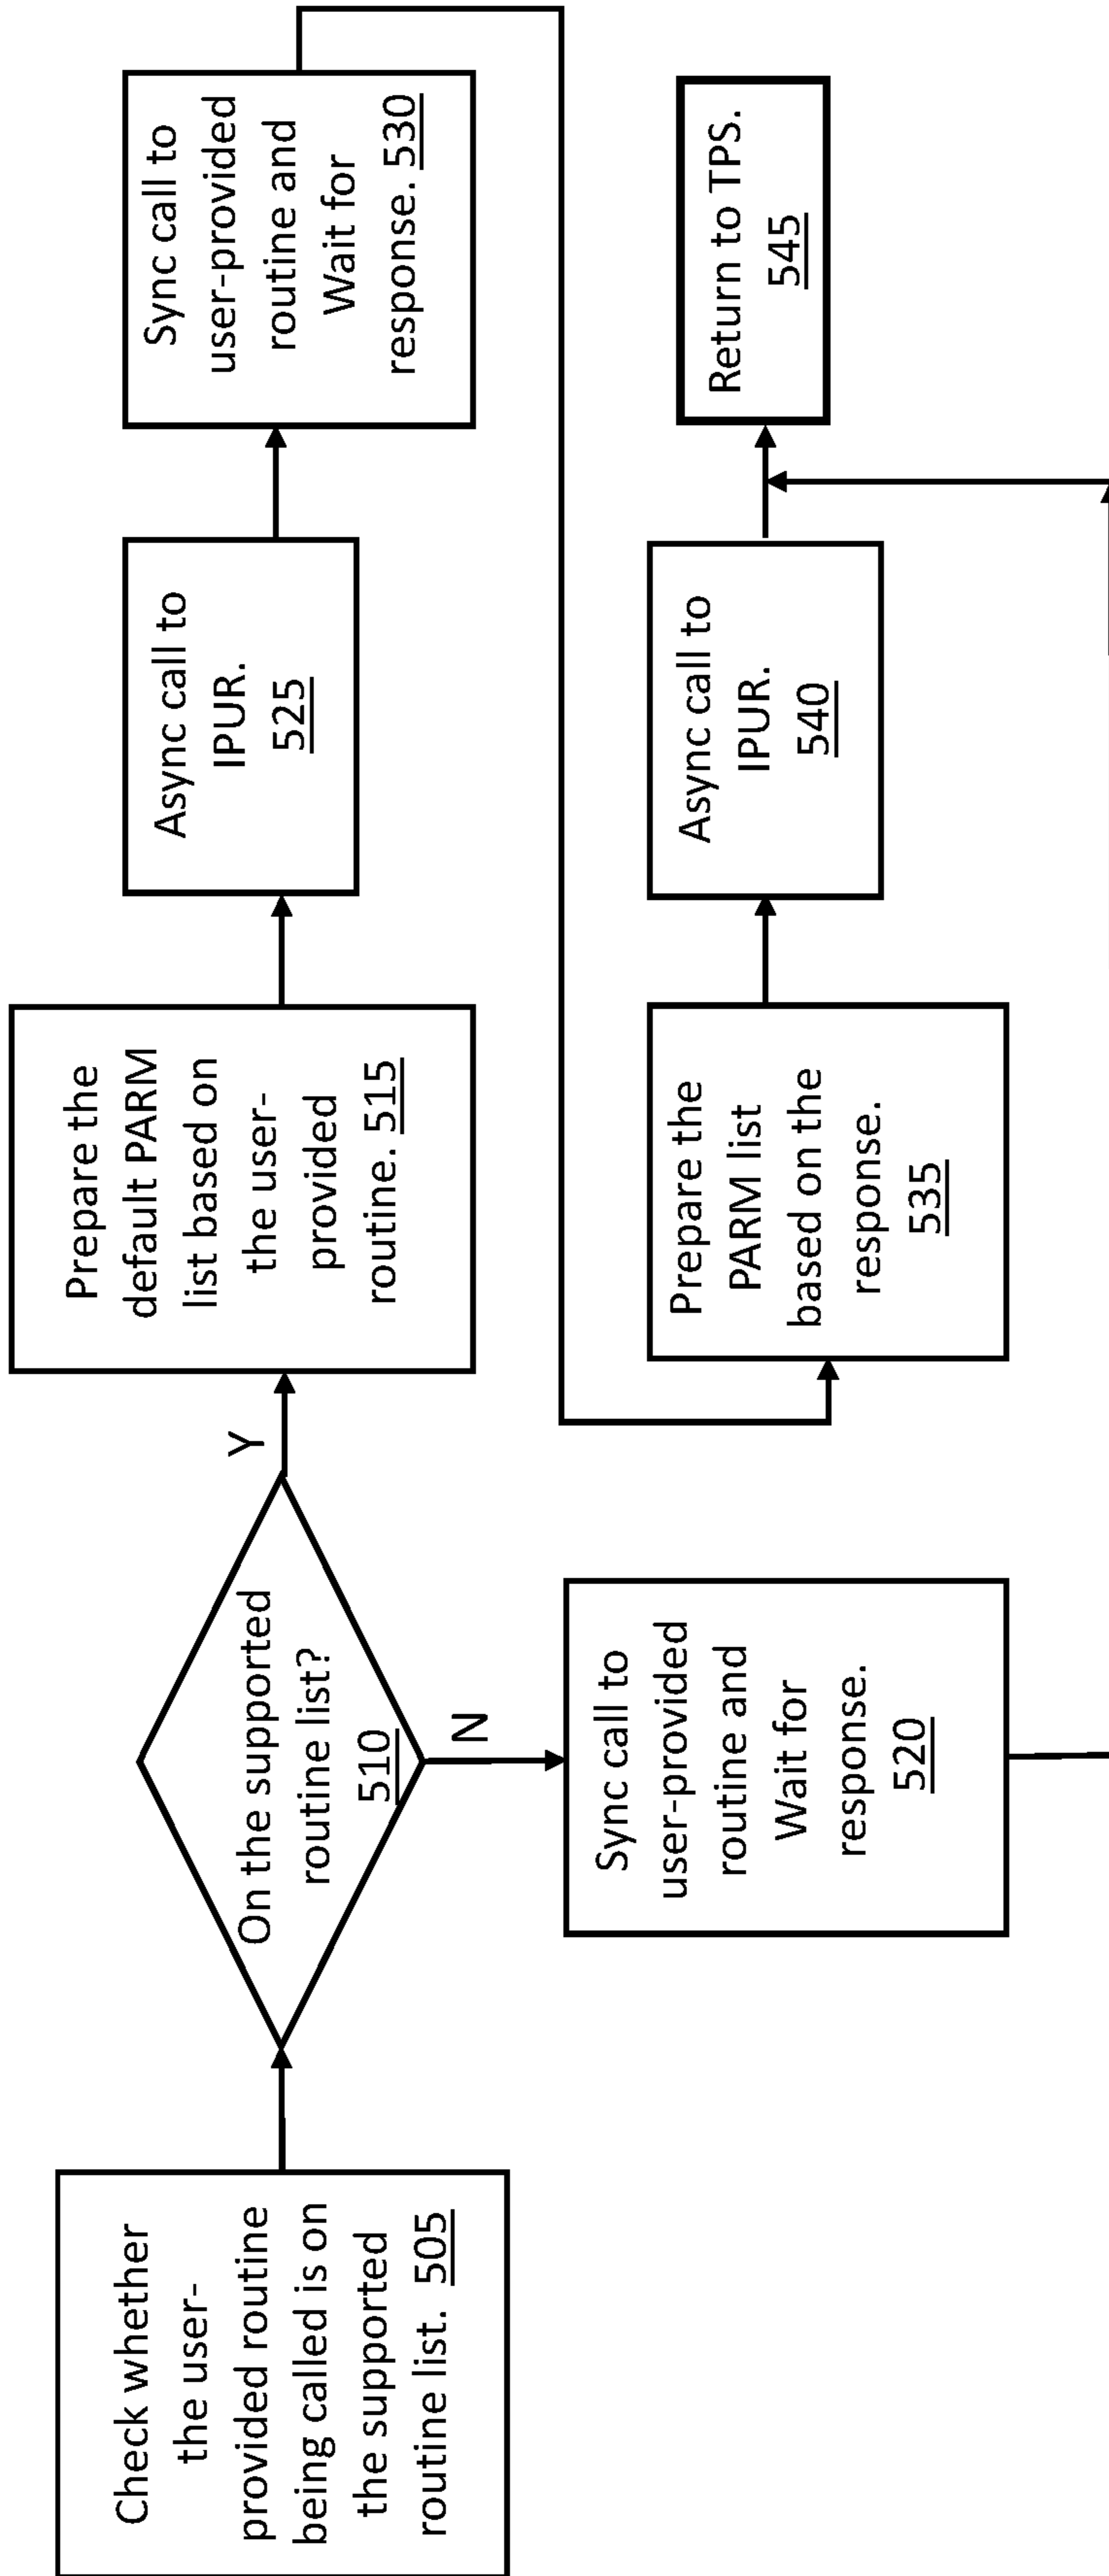 Check whether
the user-
provided routine
being called is on
the supported
routine list. 505
On the supported
routine list?
510
Y
N
Prepare the
default PARM
list based on
the user-
provided
routine. 515
Async call to
IPUR.
525
Sync call to
user-provided
routine and
Wait for
response. 530
Sync call to
user-provided
routine and
Wait for
response.
520
Prepare the
PARM list
based on the
response.
535
Async call to
IPUR.
540
Return to TPS.
545